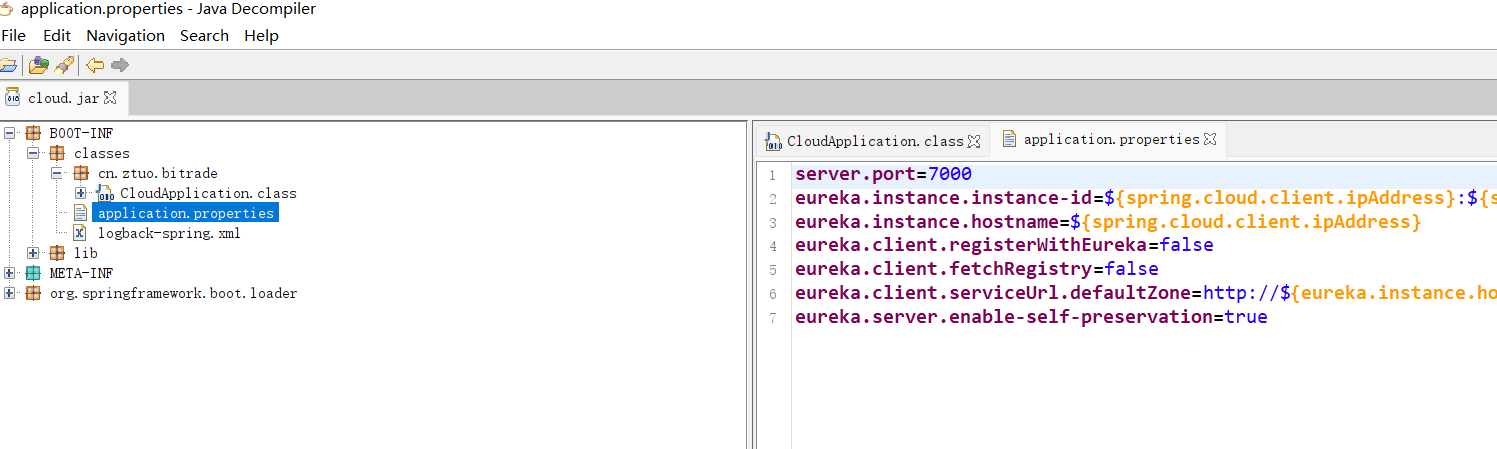 application.properties - Java Decompiler
File Edit Navigation Search Help
cloud.jar
BOOT-INF
classes
cn.ztuo.bitrade
CloudApplication.class
application.properties
logback-spring.xml
lib
META-INF
org.springframework.boot.loader
CloudApplication.class application.properties
1 server.port=7000
2 eureka.instance.instance-id=${spring.cloud.client.ipAddress}:${s
3 eureka.instance.hostname=${spring.cloud.client.ipAddress}
4 eureka.client.registerWithEureka=false
5 eureka.client.fetchRegistry=false
6 eureka.client.serviceUrl.defaultZone=http://${eureka.instance.ho
7 eureka.server.enable-self-preservation=true